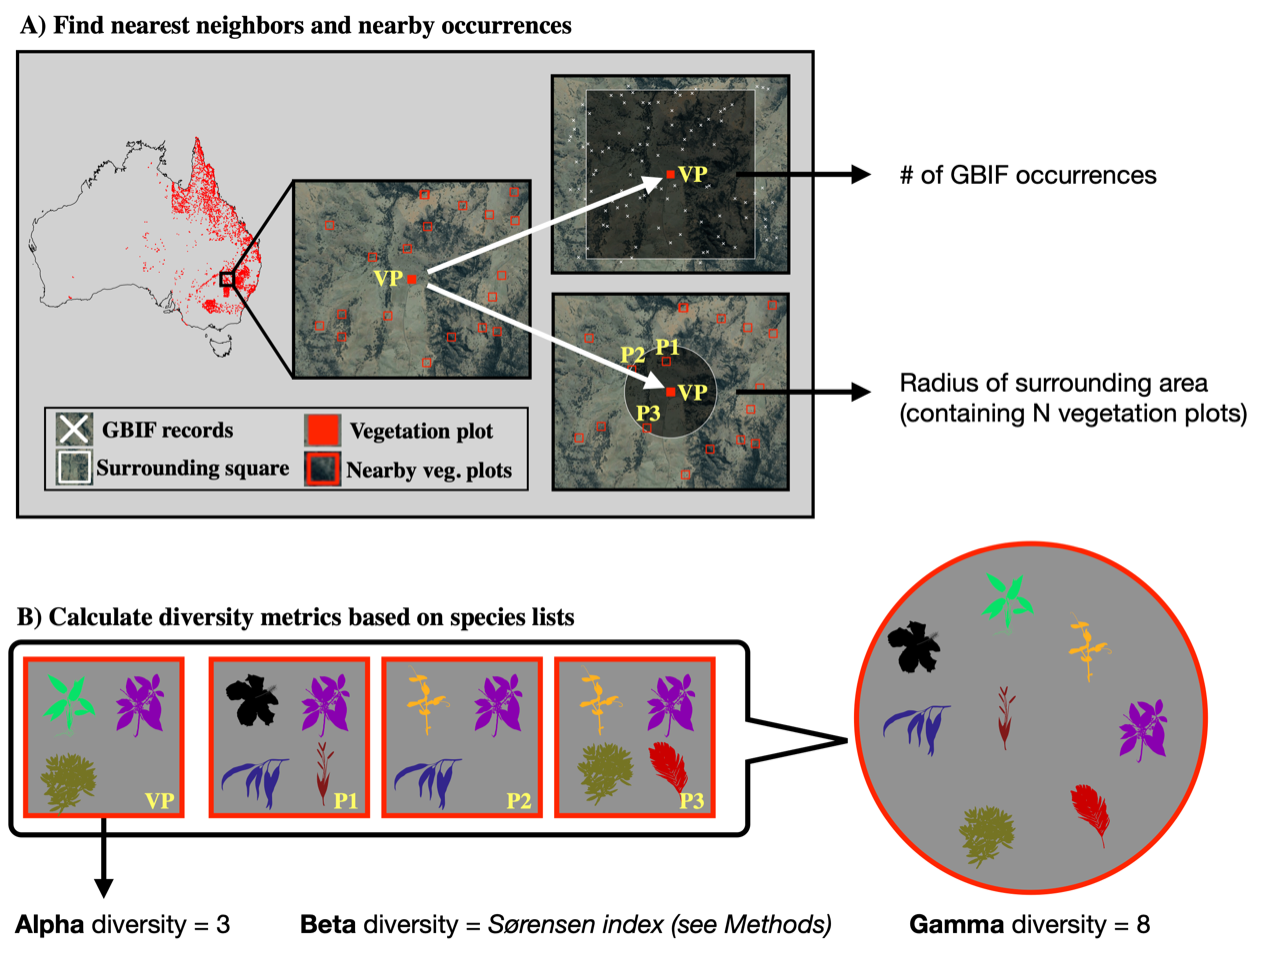 A) Find nearest neighbors and nearby occurrences
VP
VP
# of GBIF occurrences
P2 P1
VP
P3
Radius of surrounding area
(containing N vegetation plots)
GBIF records
Vegetation plot
Surrounding square
Nearby veg. plots
B) Calculate diversity metrics based on species lists
VP
P1
P2
P3
Alpha diversity = 3
Beta diversity = Sørensen index (see Methods)
Gamma diversity = 8